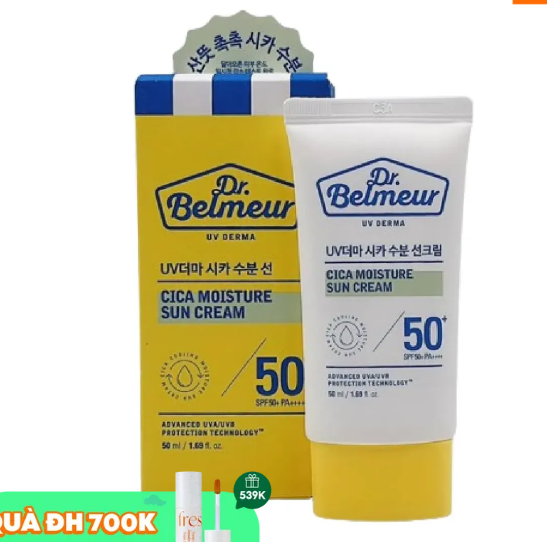 산뜻 촉촉 시카 수분
Dr.
Belmeur
UV DERMA
UV더마 시카 수분 선
CICA MOISTURE
SUN CREAM
50
SPF50+ PA++++
ADVANCED UVA/UVB
PROTECTION TECHNOLOGY™
50 ml / 1.69 fl. oz.
Dr.
Belmeur
UV DERMA
UV더마 시카 수분 선크림
CICA MOISTURE
SUN CREAM
50+
SPF50+ PA++++
ADVANCED UVA/UVB
PROTECTION TECHNOLOGY™
50 ml / 1.69 fl. oz.
539K
QUÀ ĐH 700K
fres